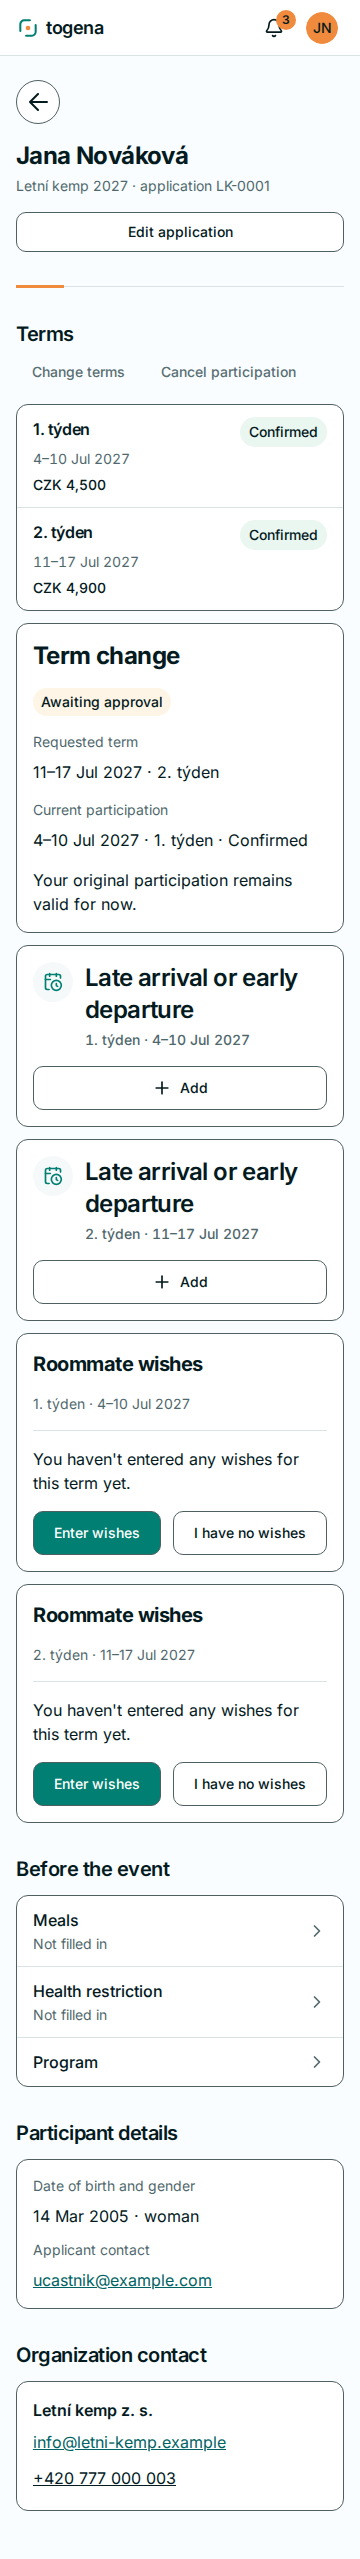 togena
3
JN
Jana Nováková
Letní kemp 2027 · application LK-0001
Edit application
Terms
Change terms
Cancel participation
1. týden
Confirmed
4–10 Jul 2027
CZK 4,500
2. týden
Confirmed
11–17 Jul 2027
CZK 4,900
Term change
Awaiting approval
Requested term
11–17 Jul 2027 · 2. týden
Current participation
4–10 Jul 2027 · 1. týden · Confirmed
Your original participation remains
valid for now.
Late arrival or early
departure
1. týden · 4–10 Jul 2027
Add
Late arrival or early
departure
2. týden · 11–17 Jul 2027
Add
Roommate wishes
1. týden · 4–10 Jul 2027
You haven't entered any wishes for
this term yet.
Enter wishes
I have no wishes
Roommate wishes
2. týden · 11–17 Jul 2027
You haven't entered any wishes for
this term yet.
Enter wishes
I have no wishes
Before the event
Meals
Not filled in
Health restriction
Not filled in
Program
Participant details
Date of birth and gender
14 Mar 2005 · woman
Applicant contact
ucastnik@example.com
Organization contact
Letní kemp z. s.
info@letni-kemp.example
+420 777 000 003